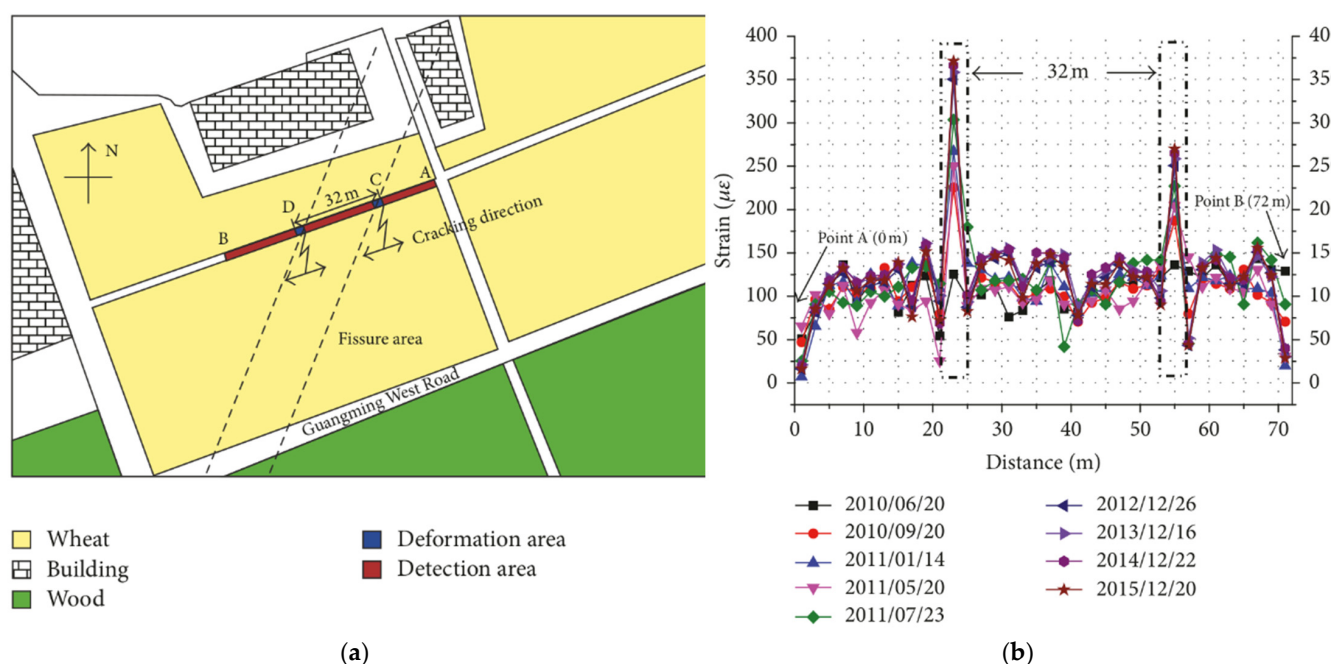 N
A
C
32 m
D
B
Cracking direction
Fissure area
Guangming West Road
Wheat
Building
Wood
Deformation area
Detection area
(a)
400
350
300
250
200
150
100
50
0
Strain (με)
40
35
30
25
20
15
10
5
0
32 m
Point A (0 m)
Point B (72 m)
0 10 20 30 40 50 60 70
Distance (m)
2010/06/20
2010/09/20
2011/01/14
2011/05/20
2011/07/23
2012/12/26
2013/12/16
2014/12/22
2015/12/20
(b)